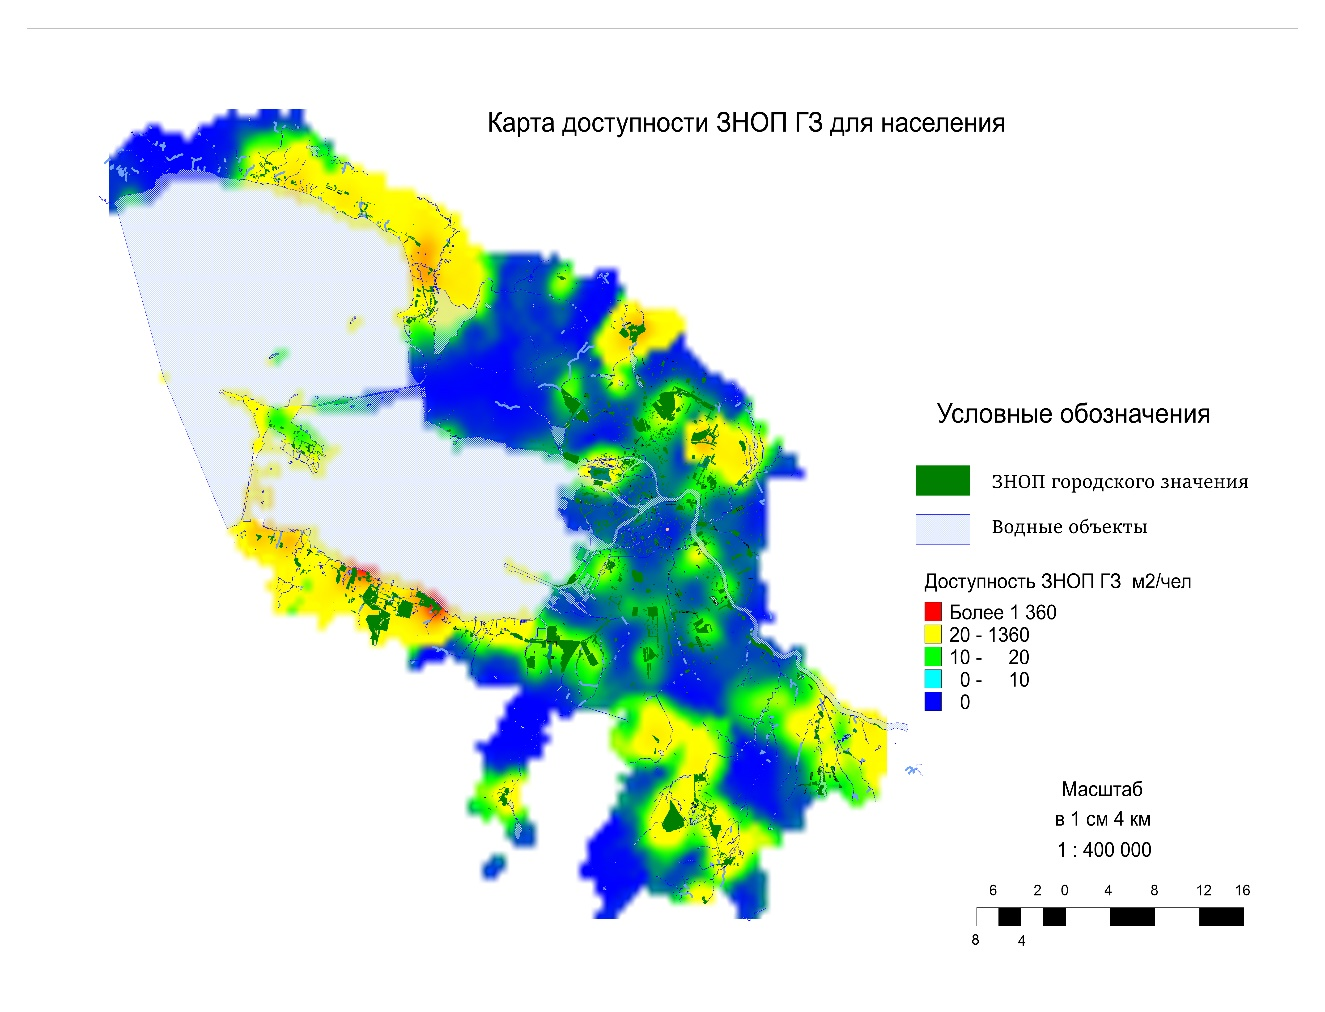 Карта доступности ЗНОП ГЗ для населения
Условные обозначения
ЗНОП городского значения
Водные объекты
Доступность ЗНОП ГЗ м2/чел
Более 1 360
20 - 1360
10 - 20
0 - 10
0
Масштаб
в 1 см 4 км
1 : 400 000
6 2 0 4 8 12 16
8 4